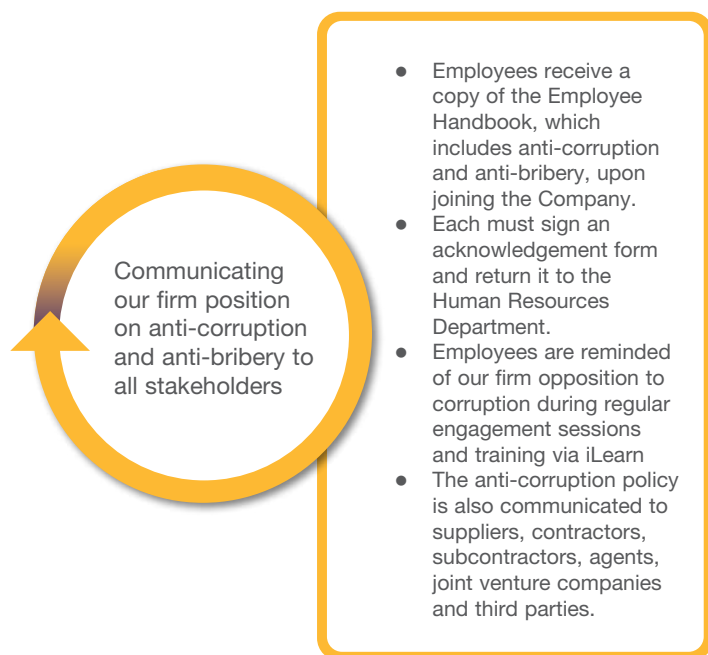 Communicating
our firm position
on anti-corruption
and anti-bribery to
all stakeholders
● Employees receive a
copy of the Employee
Handbook, which
includes anti-corruption
and anti-bribery, upon
joining the Company.
● Each must sign an
acknowledgement form
and return it to the
Human Resources
Department.
● Employees are reminded
of our firm opposition to
corruption during regular
engagement sessions
and training via iLearn
● The anti-corruption policy
is also communicated to
suppliers, contractors,
subcontractors, agents,
joint venture companies
and third parties.